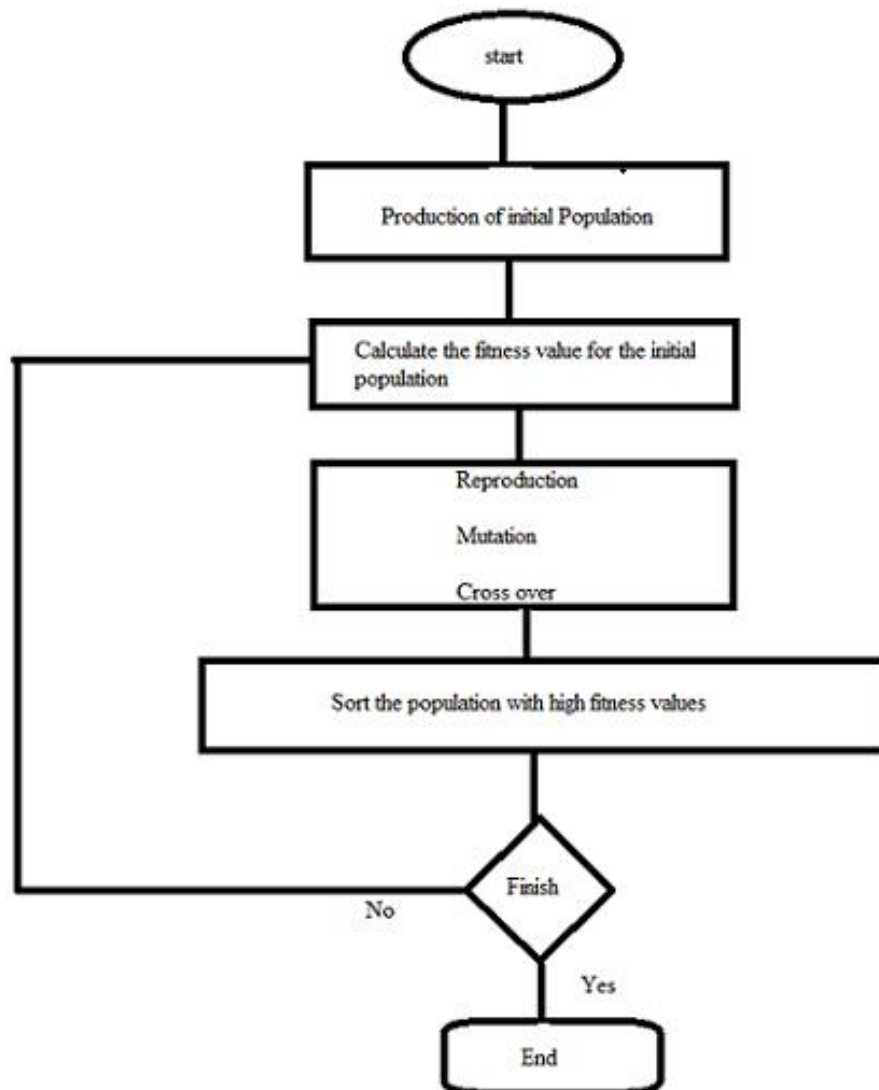 start
Production of initial Population
Calculate the fitness value for the initial
population
Reproduction
Mutation
Cross over
Sort the population with high fitness values
Finish
No
Yes
End